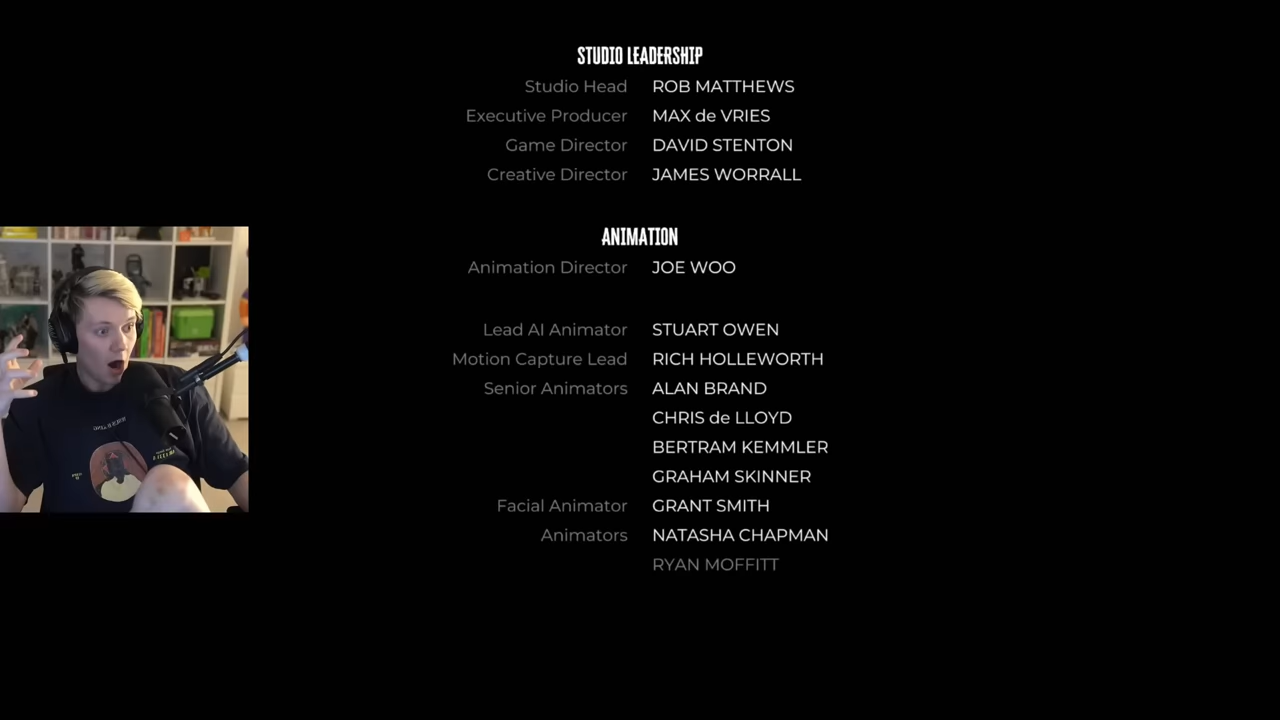 STUDIO LEADERSHIP
Studio Head ROB MATTHEWS
Executive Producer MAX de VRIES
Game Director DAVID STENTON
Creative Director JAMES WORRALL
ANIMATION
Animation Director JOE WOO
Lead AI Animator STUART OWEN
Motion Capture Lead RICH HOLLEWORTH
Senior Animators ALAN BRAND
CHRIS de LLOYD
BERTRAM KEMMLER
GRAHAM SKINNER
Facial Animator GRANT SMITH
Animators NATASHA CHAPMAN
RYAN MOFFITT